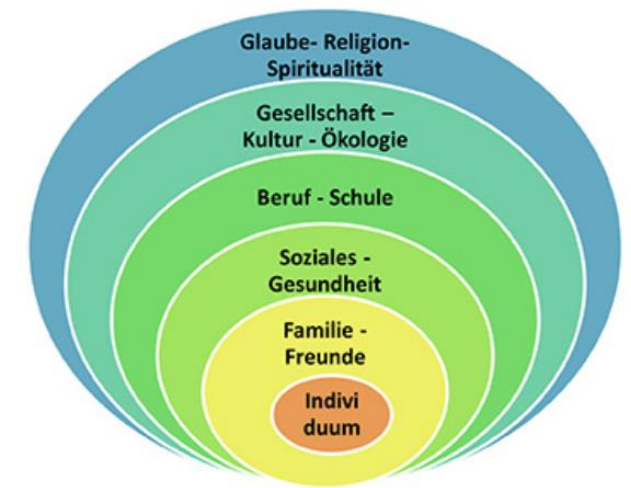 Glaube- Religion-
Spiritualität
Gesellschaft –
Kultur - Ökologie
Beruf - Schule
Soziales -
Gesundheit
Familie -
Freunde
Indivi
duum